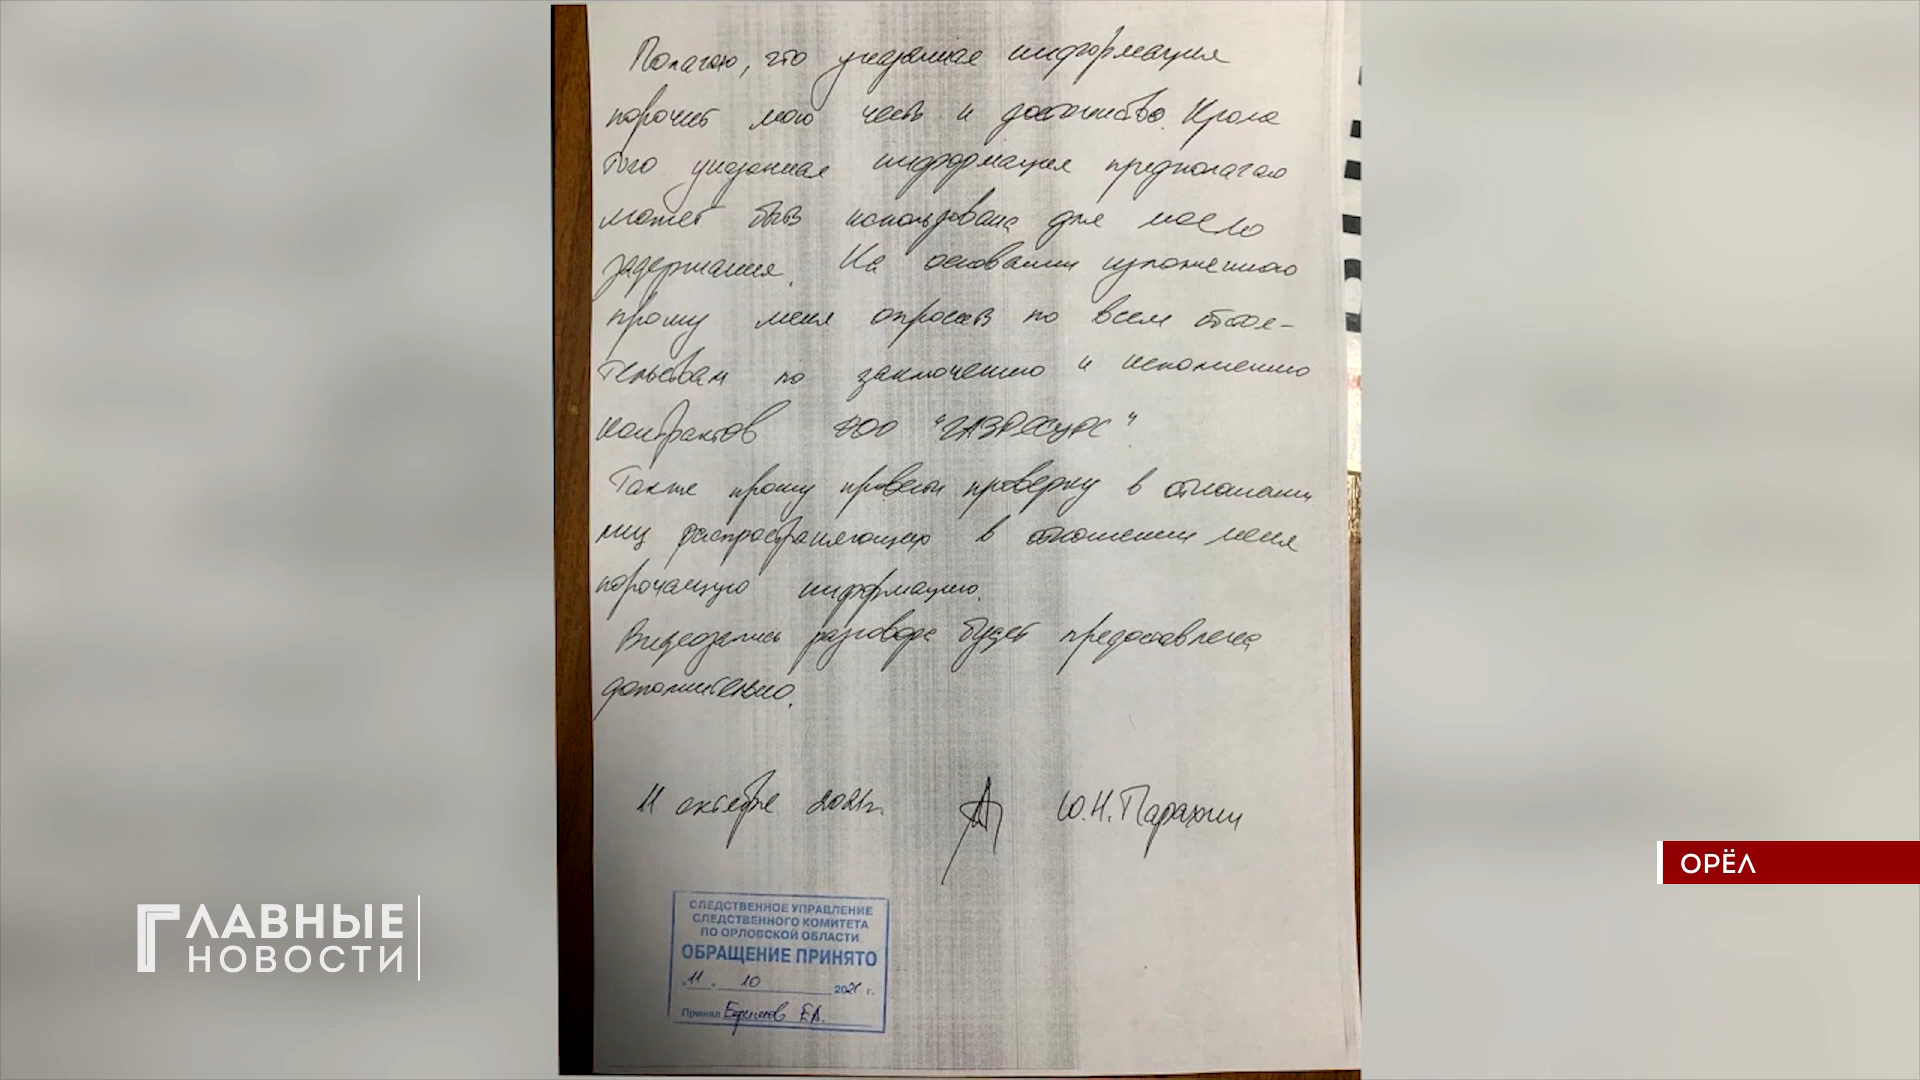 Полагаю, что указанная информация
порочит мою честь и достоинство. Кроме
того указанная информация предполагаю
может быть использована для моего
задержания. На основании изложенного
прошу меня опросить по всем обстоя-
тельствам по заключению и исполнению
контрактов ООО "ГАЗРЕСУРС"
Также прошу провести проверку в отношении
лиц распространяющих в отношении меня
порочащую информацию.
Видеозапись разговора будет предоставлена
дополнительно.
11 октября 2021г. Ю.Н. Парахин
СЛЕДСТВЕННОЕ УПРАВЛЕНИЕ
СЛЕДСТВЕННОГО КОМИТЕТА
ПО ОРЛОВСКОЙ ОБЛАСТИ
ОБРАЩЕНИЕ ПРИНЯТО
11. 10 2021 г.
Принял
ГЛАВНЫЕ
НОВОСТИ
ОРЁЛ